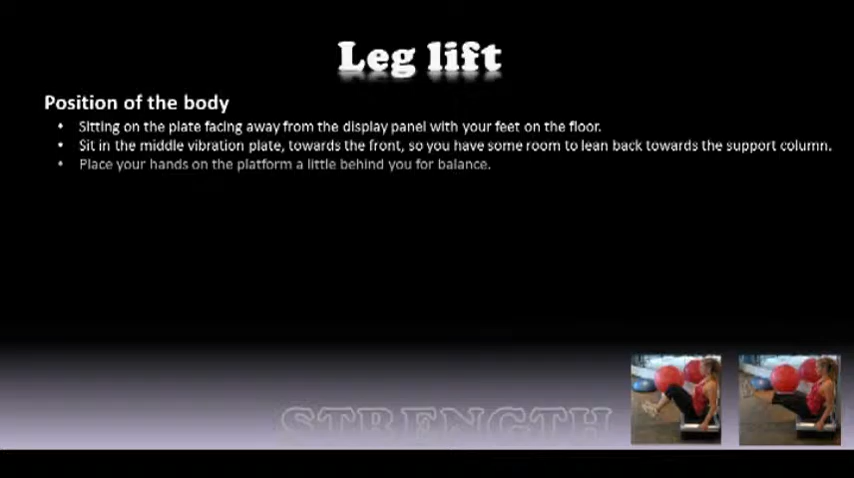 Leg lift
Position of the body
• Sitting on the plate facing away from the display panel with your feet on the floor.
• Sit in the middle vibration plate, towards the front, so you have some room to lean back towards the support column.
• Place your hands on the platform a little behind you for balance.
STRENGTH